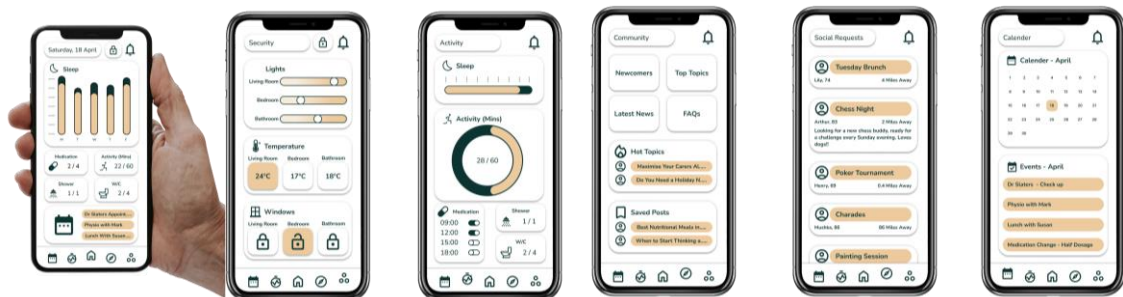 Saturday, 18 April
Sleep
Medication
2 / 4
Activity (Mins)
22 / 60
Shower
1 / 1
W/C
2 / 4
Dr Slaters Appoint...
Physio with Mark
Lunch With Susan ...
Security
Lights
Living Room
Bedroom
Bathroom
Temperature
Living Room Bedroom Bathroom
24°C 17°C 18°C
Windows
Living Room Bedroom Bathroom
Activity
Sleep
Activity (Mins)
28 / 60
Medication
09:00
12:00
15:00
18:00
Shower
1 / 1
W/C
2 / 4
Community
Newcomers
Top Topics
Latest News
FAQs
Hot Topics
Maximise Your Carers Al...
Do You Need a Holiday N...
Saved Posts
Best Nutritional Meals in...
When to Start Thinking a...
Social Requests
Tuesday Brunch
Lily, 74
4 Miles Away
Chess Night
Arthur, 83
2 Miles Away
Looking for a new chess buddy, ready for
a challenge every Sunday evening. Loves
dogs!!
Poker Tournament
Henry, 83
0.4 Miles Away
Charades
86 Miles Away
Painting Session
Calender
Calender - April
1 2 3 4 5 6 7
8 9 10 11 12 13 14
15 16 17 18 19 20 21
22 23 24 25 26 27 28
29 30
Events - April
Dr Slaters - Check up
Physio with Mark
Lunch with Susan
Medication Change - Half Dosage